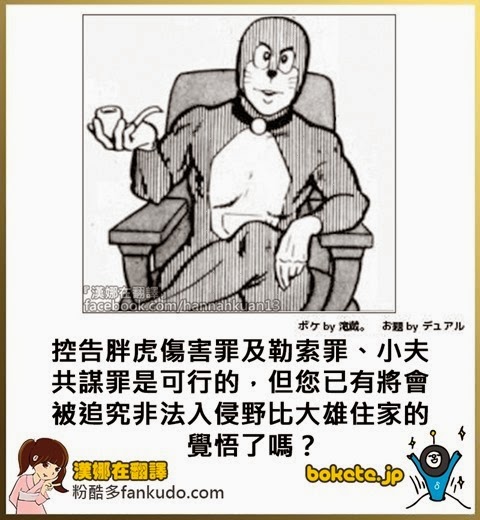 『漢娜在翻譯』
facebook.com/hannahkuan13
ボケ by 滝蔵。 お題 by デュアル
控告胖虎傷害罪及勒索罪、小夫
共謀罪是可行的，但您已有將會
被追究非法入侵野比大雄住家的
覺悟了嗎？
漢娜在翻譯
粉酷多fankudo.com
bokete.jp